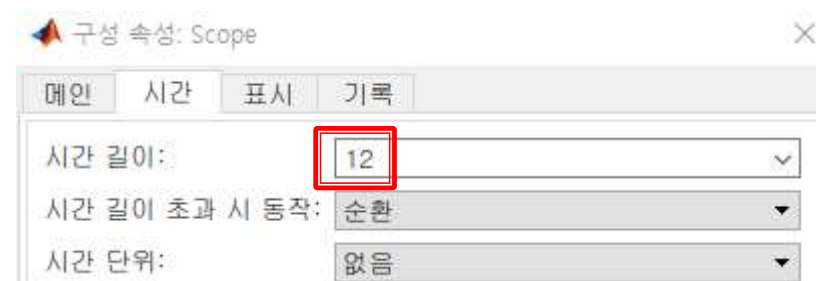 구성 속성: Scope
메인 시간 표시 기록
시간 길이: 12
시간 길이 초과 시 동작: 순환
시간 단위: 없음